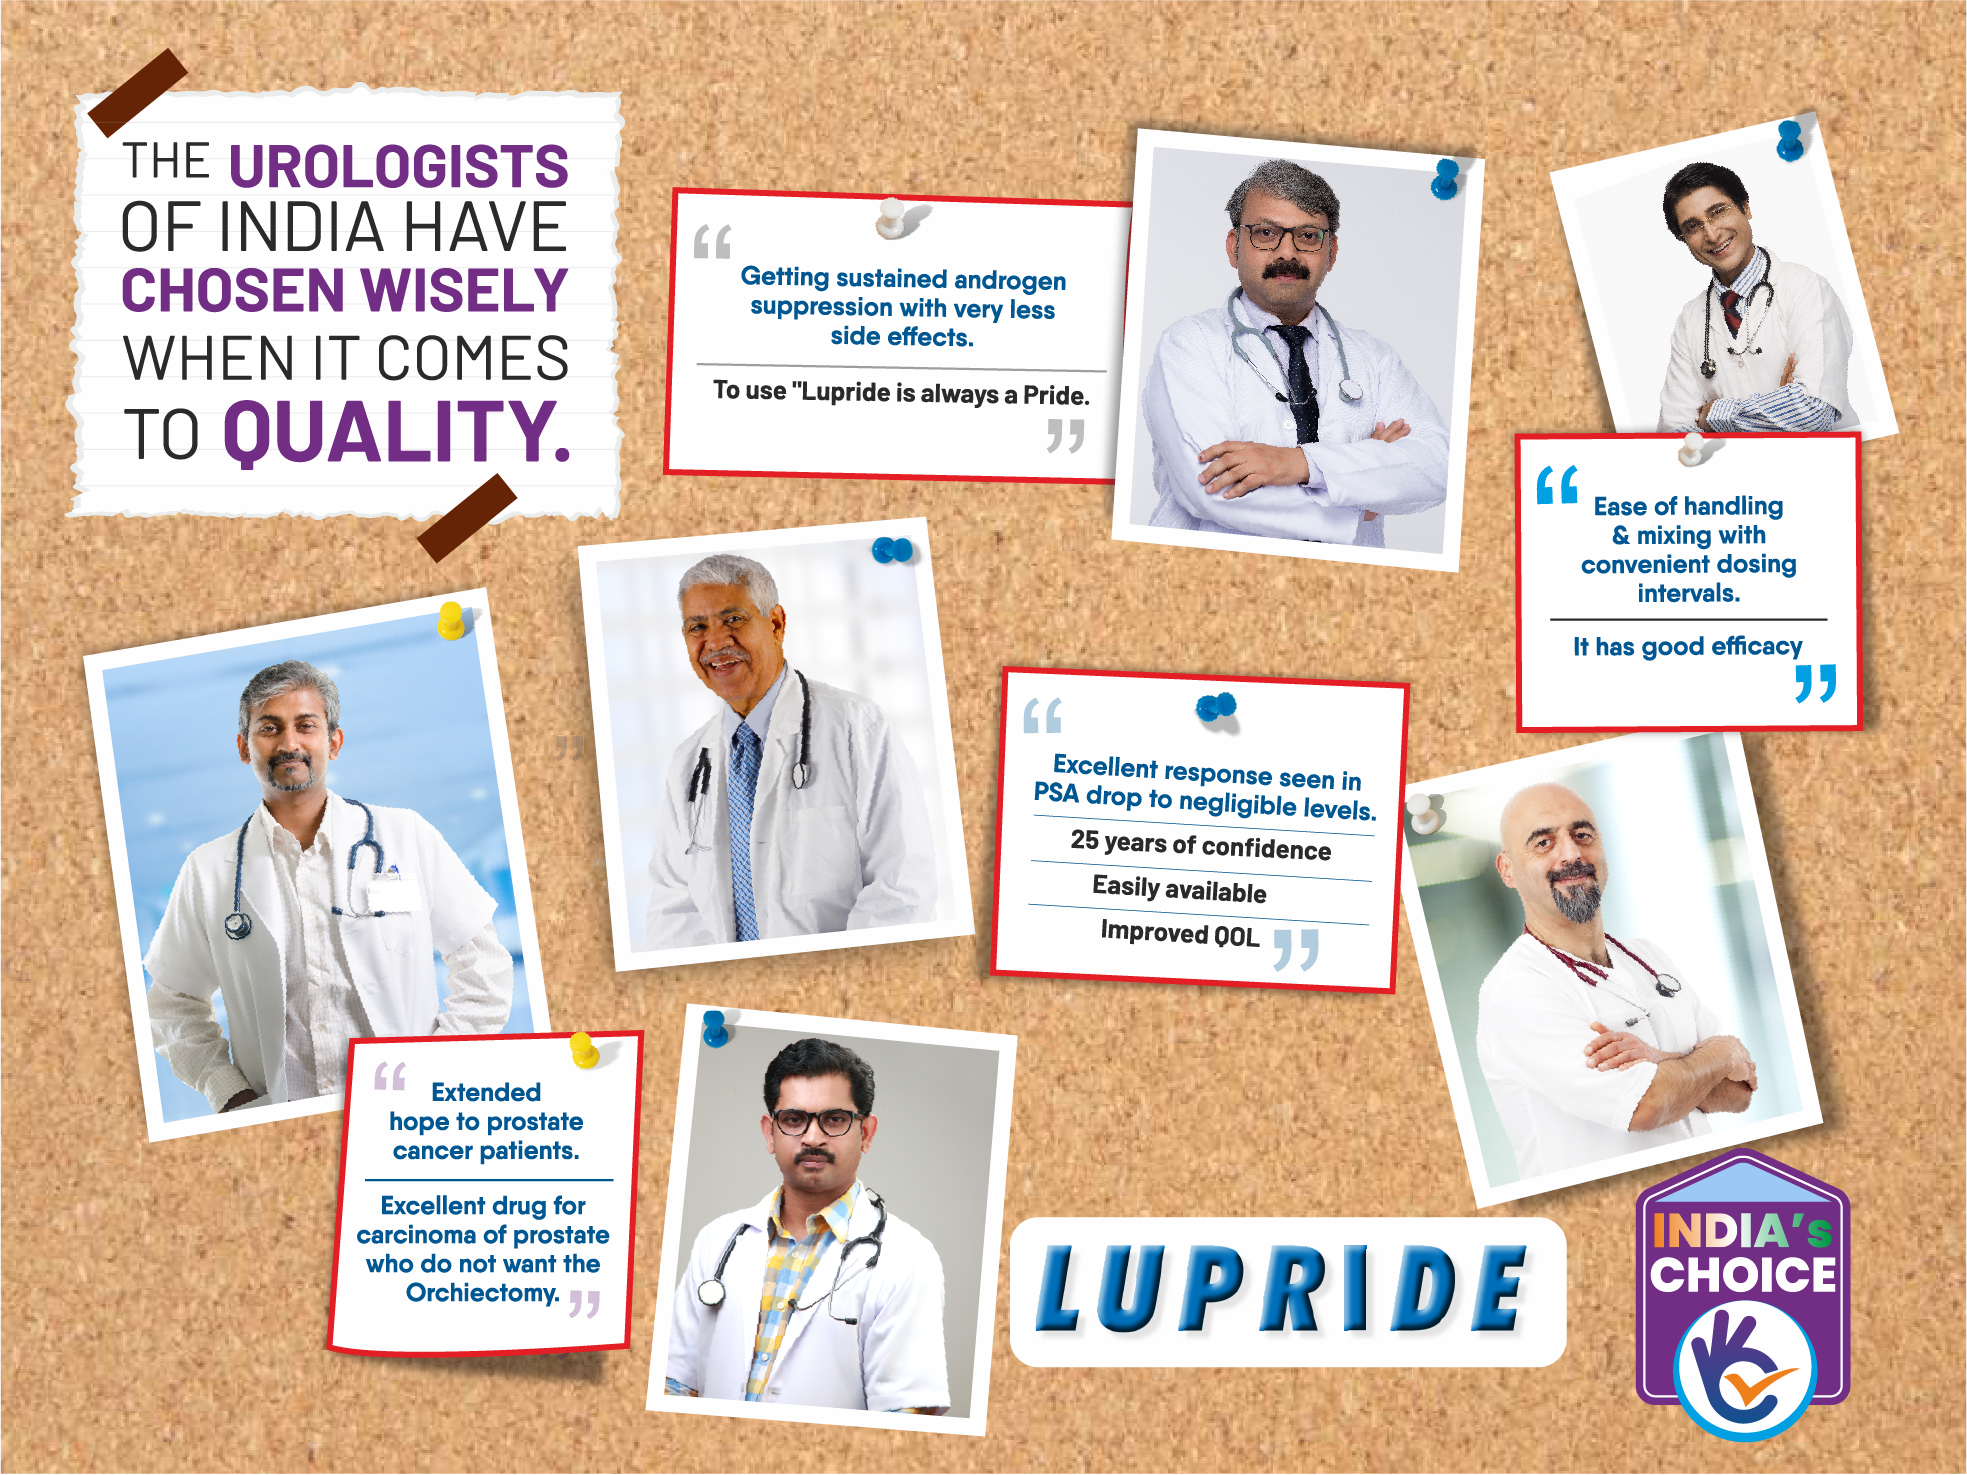 THE UROLOGISTS
OF INDIA HAVE
CHOSEN WISELY
WHEN IT COMES
TO QUALITY.
“
Getting sustained androgen
suppression with very less
side effects.
To use "Lupride is always a Pride.
”
“
Ease of handling
& mixing with
convenient dosing
intervals.
It has good efficacy
”
“
Excellent response seen in
PSA drop to negligible levels.
25 years of confidence
Easily available
Improved QOL ”
“ Extended
hope to prostate
cancer patients.
Excellent drug for
carcinoma of prostate
who do not want the
Orchiectomy. ”
LUPRIDE
INDIA's
CHOICE